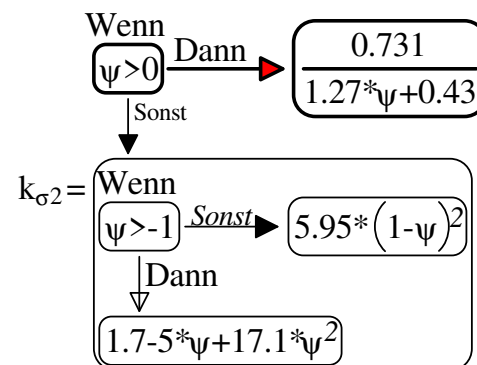 Wenn
ψ>0 Dann 0.731
1.27*ψ+0.43
Sonst
kσ2= Wenn
ψ>-1 Sonst 5.95*(1-ψ)²
Dann
1.7-5*ψ+17.1*ψ²